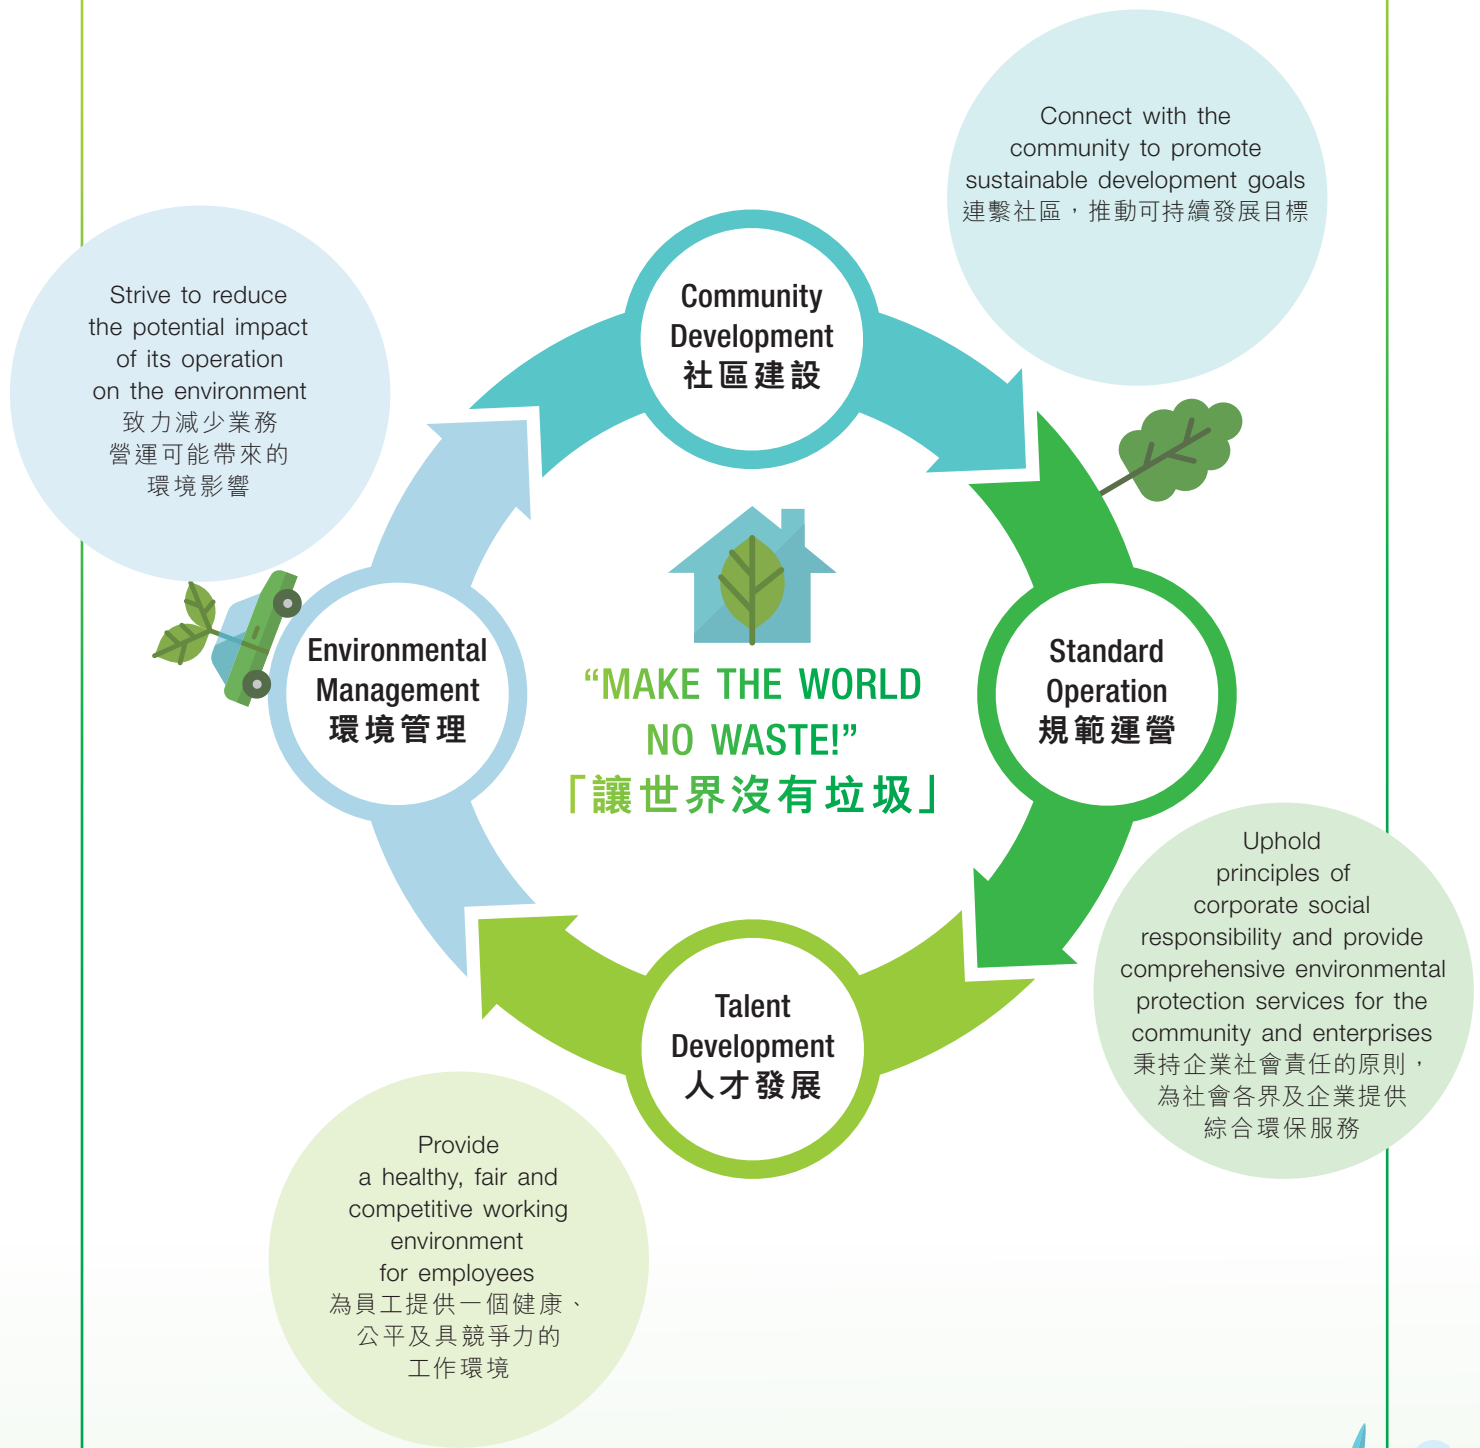 Connect with the
community to promote
sustainable development goals
連繫社區，推動可持續發展目標
Strive to reduce
the potential impact
of its operation
on the environment
致力減少業務
營運可能帶來的
環境影響
Community
Development
社區建設
Environmental
Management
環境管理
“MAKE THE WORLD
NO WASTE!”
「讓世界沒有垃圾」
Standard
Operation
規範運營
Uphold
principles of
corporate social
responsibility and provide
comprehensive environmental
protection services for the
community and enterprises
秉持企業社會責任的原則，
為社會各界及企業提供
綜合環保服務
Talent
Development
人才發展
Provide
a healthy, fair and
competitive working
environment
for employees
為員工提供一個健康、
公平及具競爭力的
工作環境